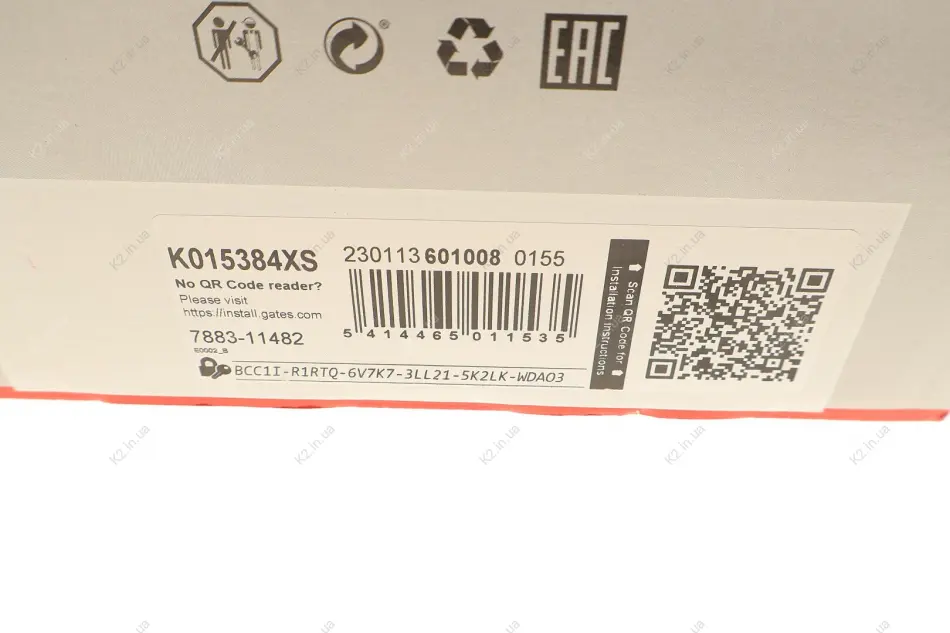 EAC
K015384XS
No QR Code reader?
Please visit
https://install.gates.com
7883-11482
E0002_B
230113 601008 0155
5 414465 011535
BCC1I-R1RTQ-6V7K7-3LL21-5K2LK-WDAO3
Scan QR Code for
Installation Instructions
K2.in.ua